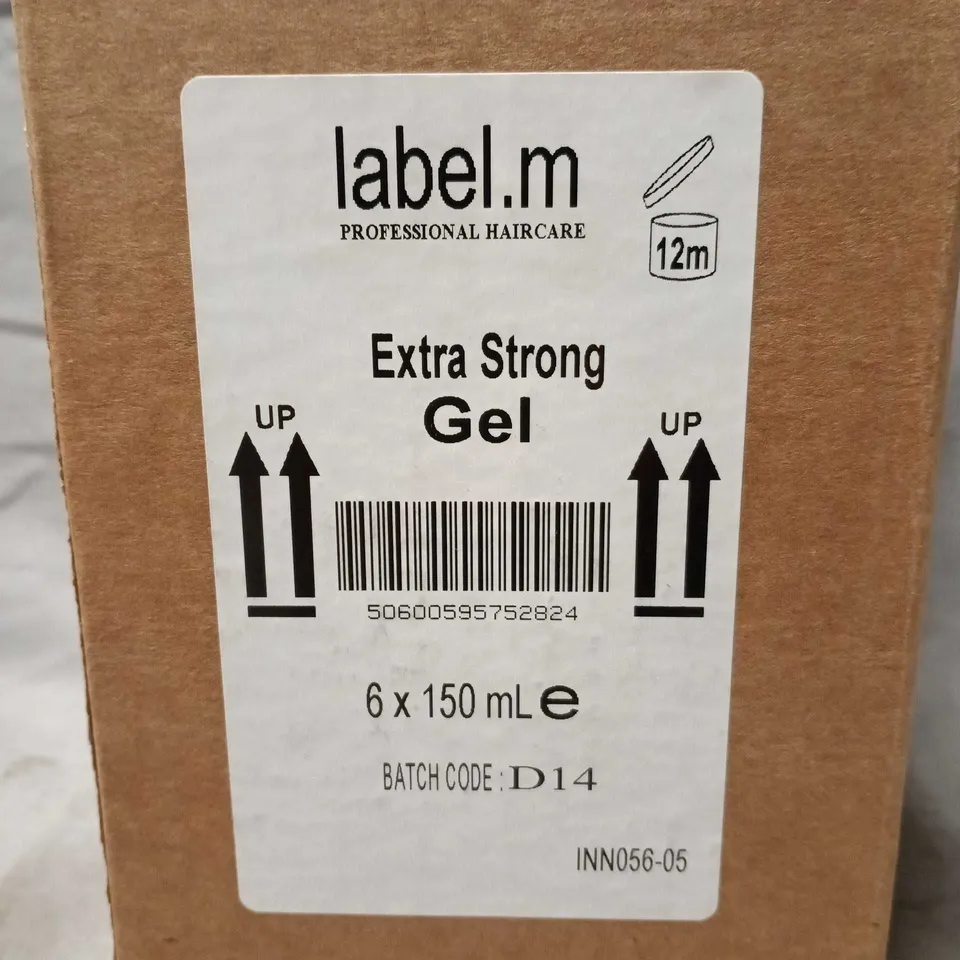 label.m
PROFESSIONAL HAIRCARE
12m
Extra Strong
Gel
UP
UP
50600595752824
6 x 150 mL e
BATCH CODE : D14
INN056-05